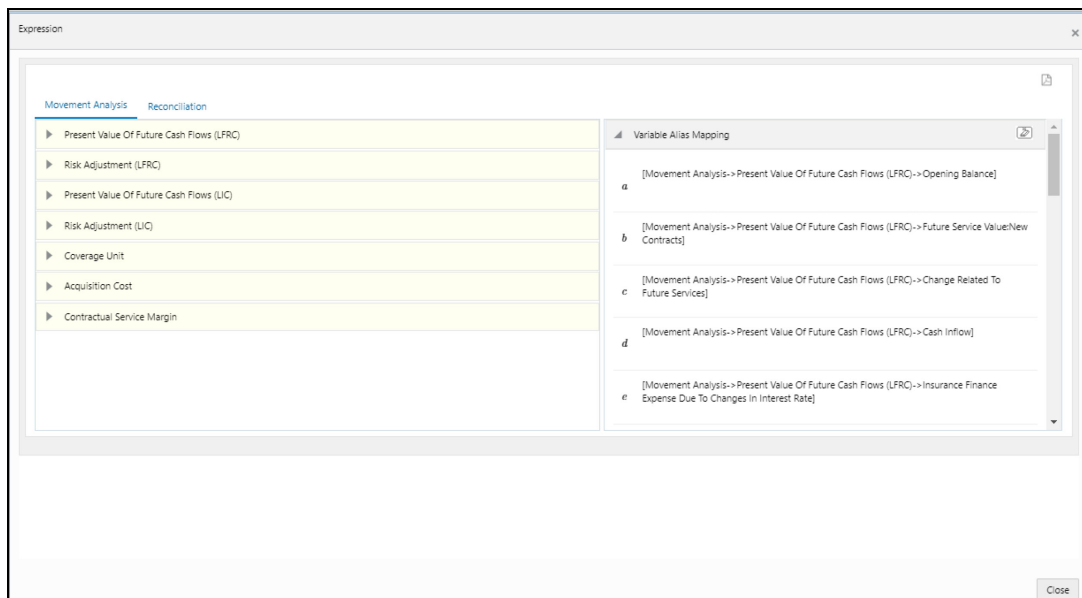 Expression
×
Movement Analysis
Reconciliation
Present Value Of Future Cash Flows (LFRC)
Risk Adjustment (LFRC)
Present Value Of Future Cash Flows (LIC)
Risk Adjustment (LIC)
Coverage Unit
Acquisition Cost
Contractual Service Margin
Variable Alias Mapping
a
[Movement Analysis->Present Value Of Future Cash Flows (LFRC)->Opening Balance]
b
[Movement Analysis->Present Value Of Future Cash Flows (LFRC)->Future Service Value:New
Contracts]
c
[Movement Analysis->Present Value Of Future Cash Flows (LFRC)->Change Related To
Future Services]
d
[Movement Analysis->Present Value Of Future Cash Flows (LFRC)->Cash Inflow]
e
[Movement Analysis->Present Value Of Future Cash Flows (LFRC)->Insurance Finance
Expense Due To Changes In Interest Rate]
Close